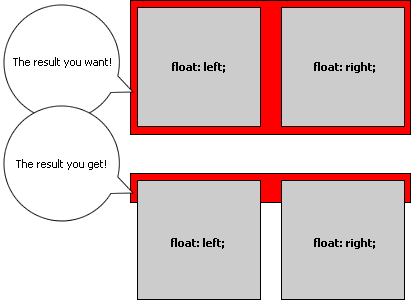 The result you want!
float: left;
float: right;
The result you get!
float: left;
float: right;